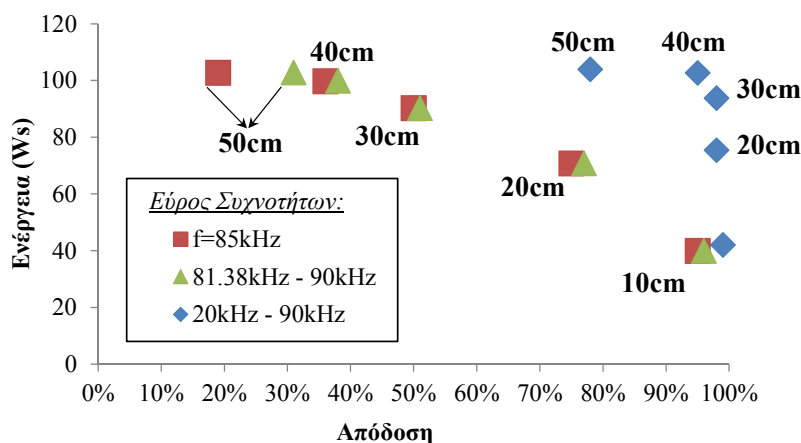 120
100
80
60
40
20
0
Ενέργεια (Ws)
50cm
40cm
30cm
20cm
10cm
50cm
40cm
30cm
20cm
Εύρος Συχνοτήτων:
f=85kHz
81.38kHz - 90kHz
20kHz - 90kHz
0% 10% 20% 30% 40% 50% 60% 70% 80% 90% 100%
Απόδοση